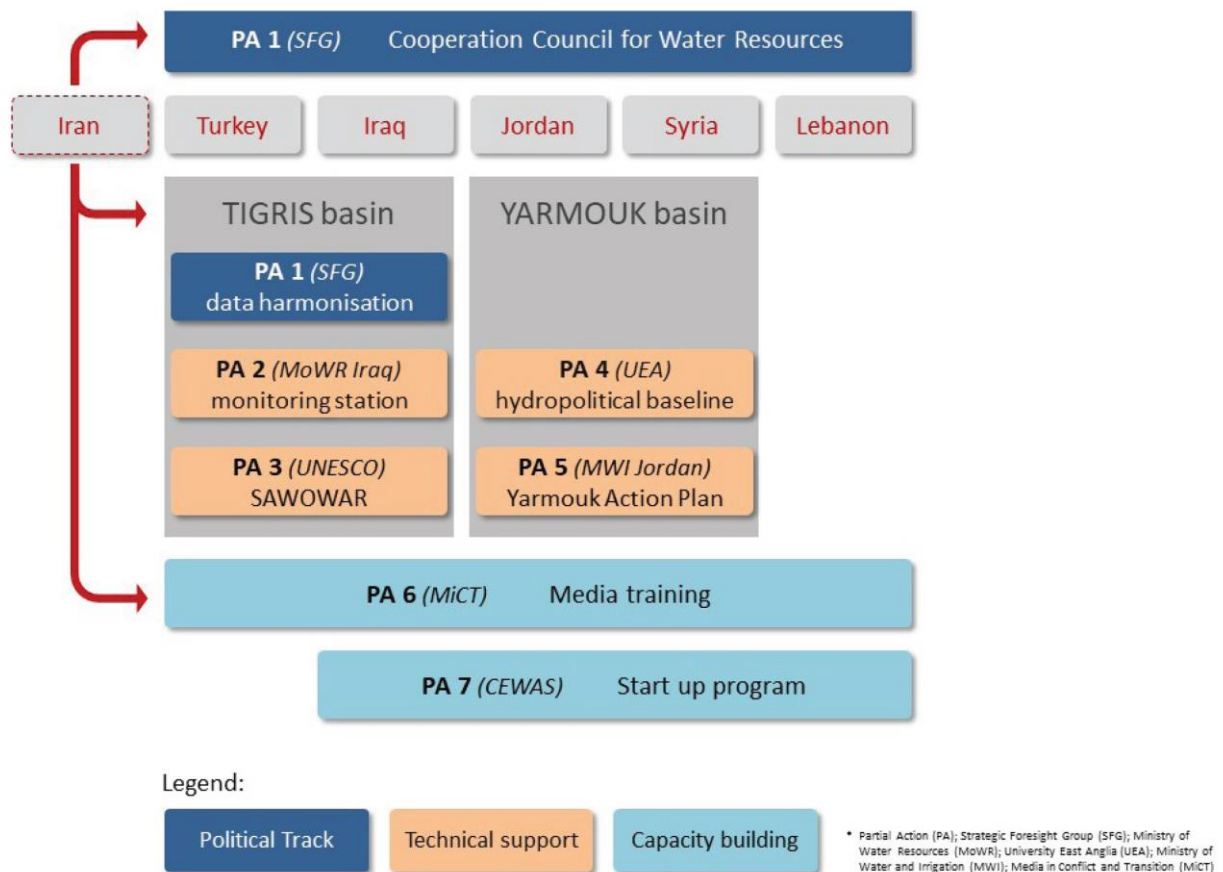 PA 1 (SFG) Cooperation Council for Water Resources
Iran Turkey Iraq Jordan Syria Lebanon
TIGRIS basin
PA 1 (SFG)
data harmonisation
PA 2 (MoWR Iraq)
monitoring station
PA 3 (UNESCO)
SAWOWAR
YARMOUK basin
PA 4 (UEA)
hydropolitical baseline
PA 5 (MWI Jordan)
Yarmouk Action Plan
PA 6 (MiCT) Media training
PA 7 (CEWAS) Start up program
Legend:
Political Track
Technical support
Capacity building
* Partial Action (PA); Strategic Foresight Group (SFG); Ministry of
Water Resources (MoWR); University East Anglia (UEA); Ministry of
Water and Irrigation (MWI); Media in Conflict and Transition (MiCT)